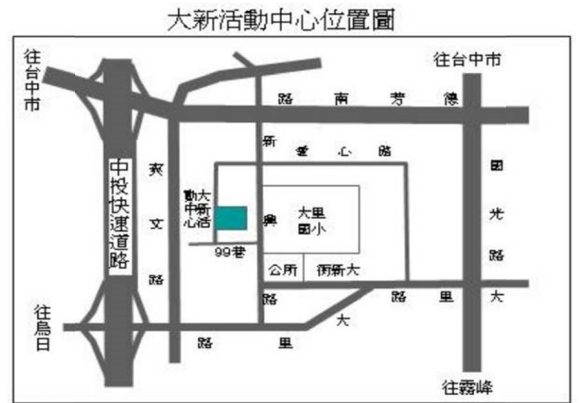 大新活動中心位置圖
往台中市
往台中市
德芳南路
新興路
愛心路
國光路
中投快速道路
爽文路
大新活動中心
大里國小
99巷
公所
大新街
大里路
大里路
往烏日
往霧峰